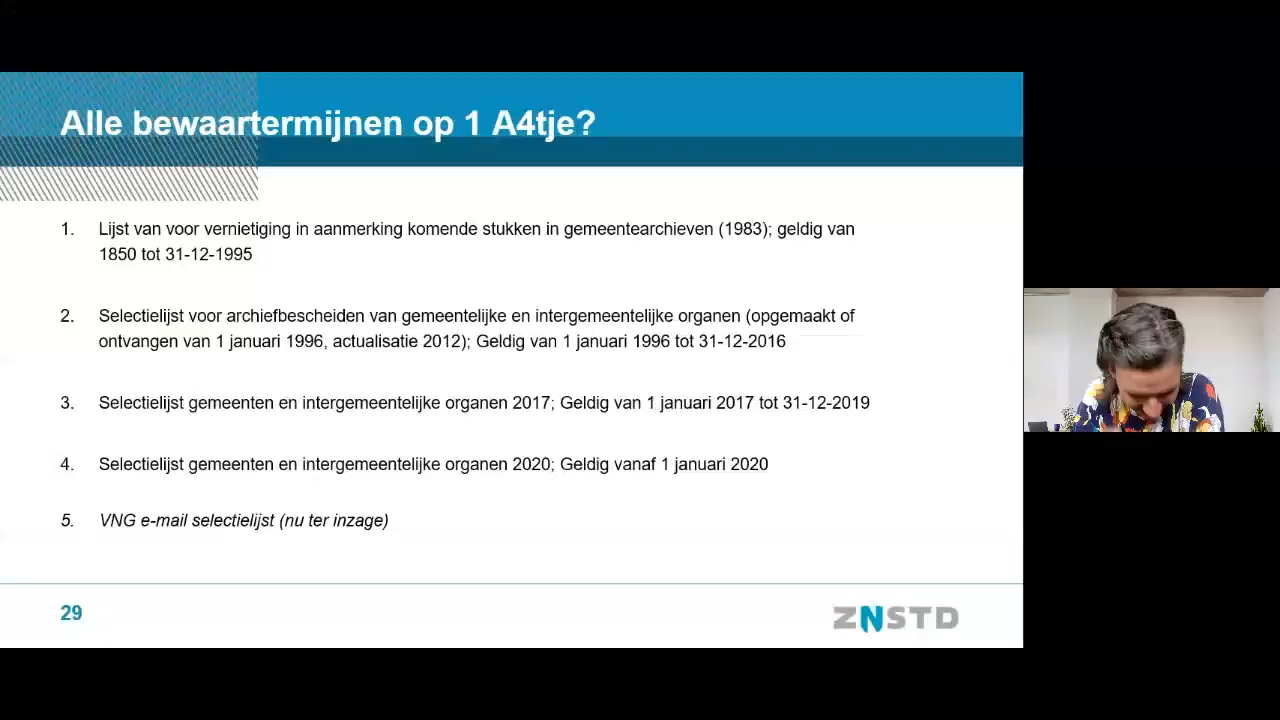 Alle bewaartermijnen op 1 A4tje?
1. Lijst van voor vernietiging in aanmerking komende stukken in gemeentearchieven (1983); geldig van
1850 tot 31-12-1995
2. Selectielijst voor archiefbescheiden van gemeentelijke en intergemeentelijke organen (opgemaakt of
ontvangen van 1 januari 1996, actualisatie 2012); Geldig van 1 januari 1996 tot 31-12-2016
3. Selectielijst gemeenten en intergemeentelijke organen 2017; Geldig van 1 januari 2017 tot 31-12-2019
4. Selectielijst gemeenten en intergemeentelijke organen 2020; Geldig vanaf 1 januari 2020
5. VNG e-mail selectielijst (nu ter inzage)
29
ZNSTD